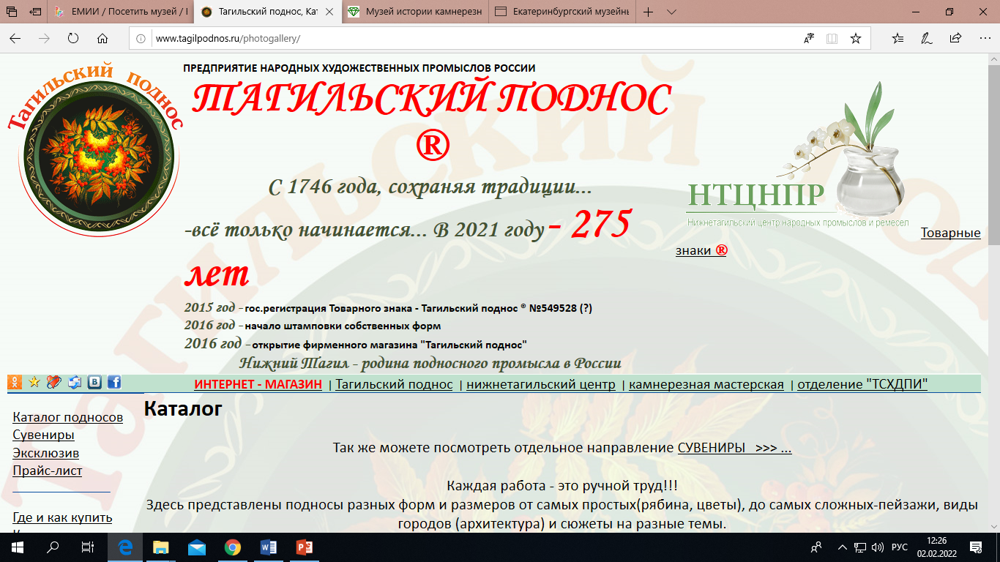 ЕМИИ / Посетить музей / І
Тагильский поднос, Кат
Музей истории камнерезн
Екатеринбургский музейнь
www.tagilpodnos.ru/photogallery/
Тагильский поднос
ПРЕДПРИЯТИЕ НАРОДНЫХ ХУДОЖЕСТВЕННЫХ ПРОМЫСЛОВ РОССИИ
ТАГИЛЬСКИЙ ПОДНОС
®
С 1746 года, сохраняя традиции...
-всё только начинается... В 2021 году - 275
лет
2015 год - гос.регистрация Товарного знака - Тагильский поднос ® №549528 (?)
2016 год - начало штамповки собственных форм
2016 год - открытие фирменного магазина "Тагильский поднос"
Нижний Тагил - родина подносного промысла в России
НТЦНПР
Нижнетагильский центр народных промыслов и ремесел
Товарные
знаки ®
ИНТЕРНЕТ - МАГАЗИН | Тагильский поднос | нижнетагильский центр | камнерезная мастерская | отделение "ТСХДПИ"
Каталог подносов
Сувениры
Эксклюзив
Прайс-лист
Где и как купить
Каталог
Так же можете посмотреть отдельное направление СУВЕНИРЫ >>> ...
Каждая работа - это ручной труд!!!
Здесь представлены подносы разных форм и размеров от самых простых(рябина, цветы), до самых сложных-пейзажи, виды
городов (архитектура) и сюжеты на разные темы.
РУС
12:26
02.02.2022